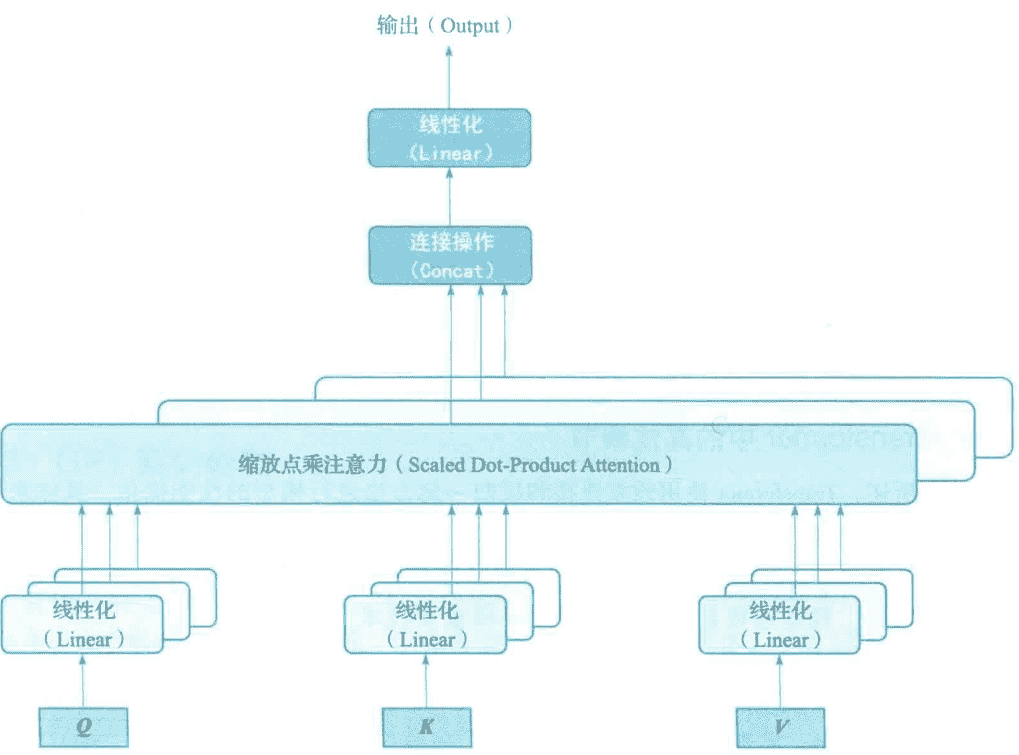 输出（Output）
线性化
（Linear）
连接操作
（Concat）
缩放点乘注意力（Scaled Dot-Product Attention）
线性化
（Linear）
线性化
（Linear）
线性化
（Linear）
Q
K
V